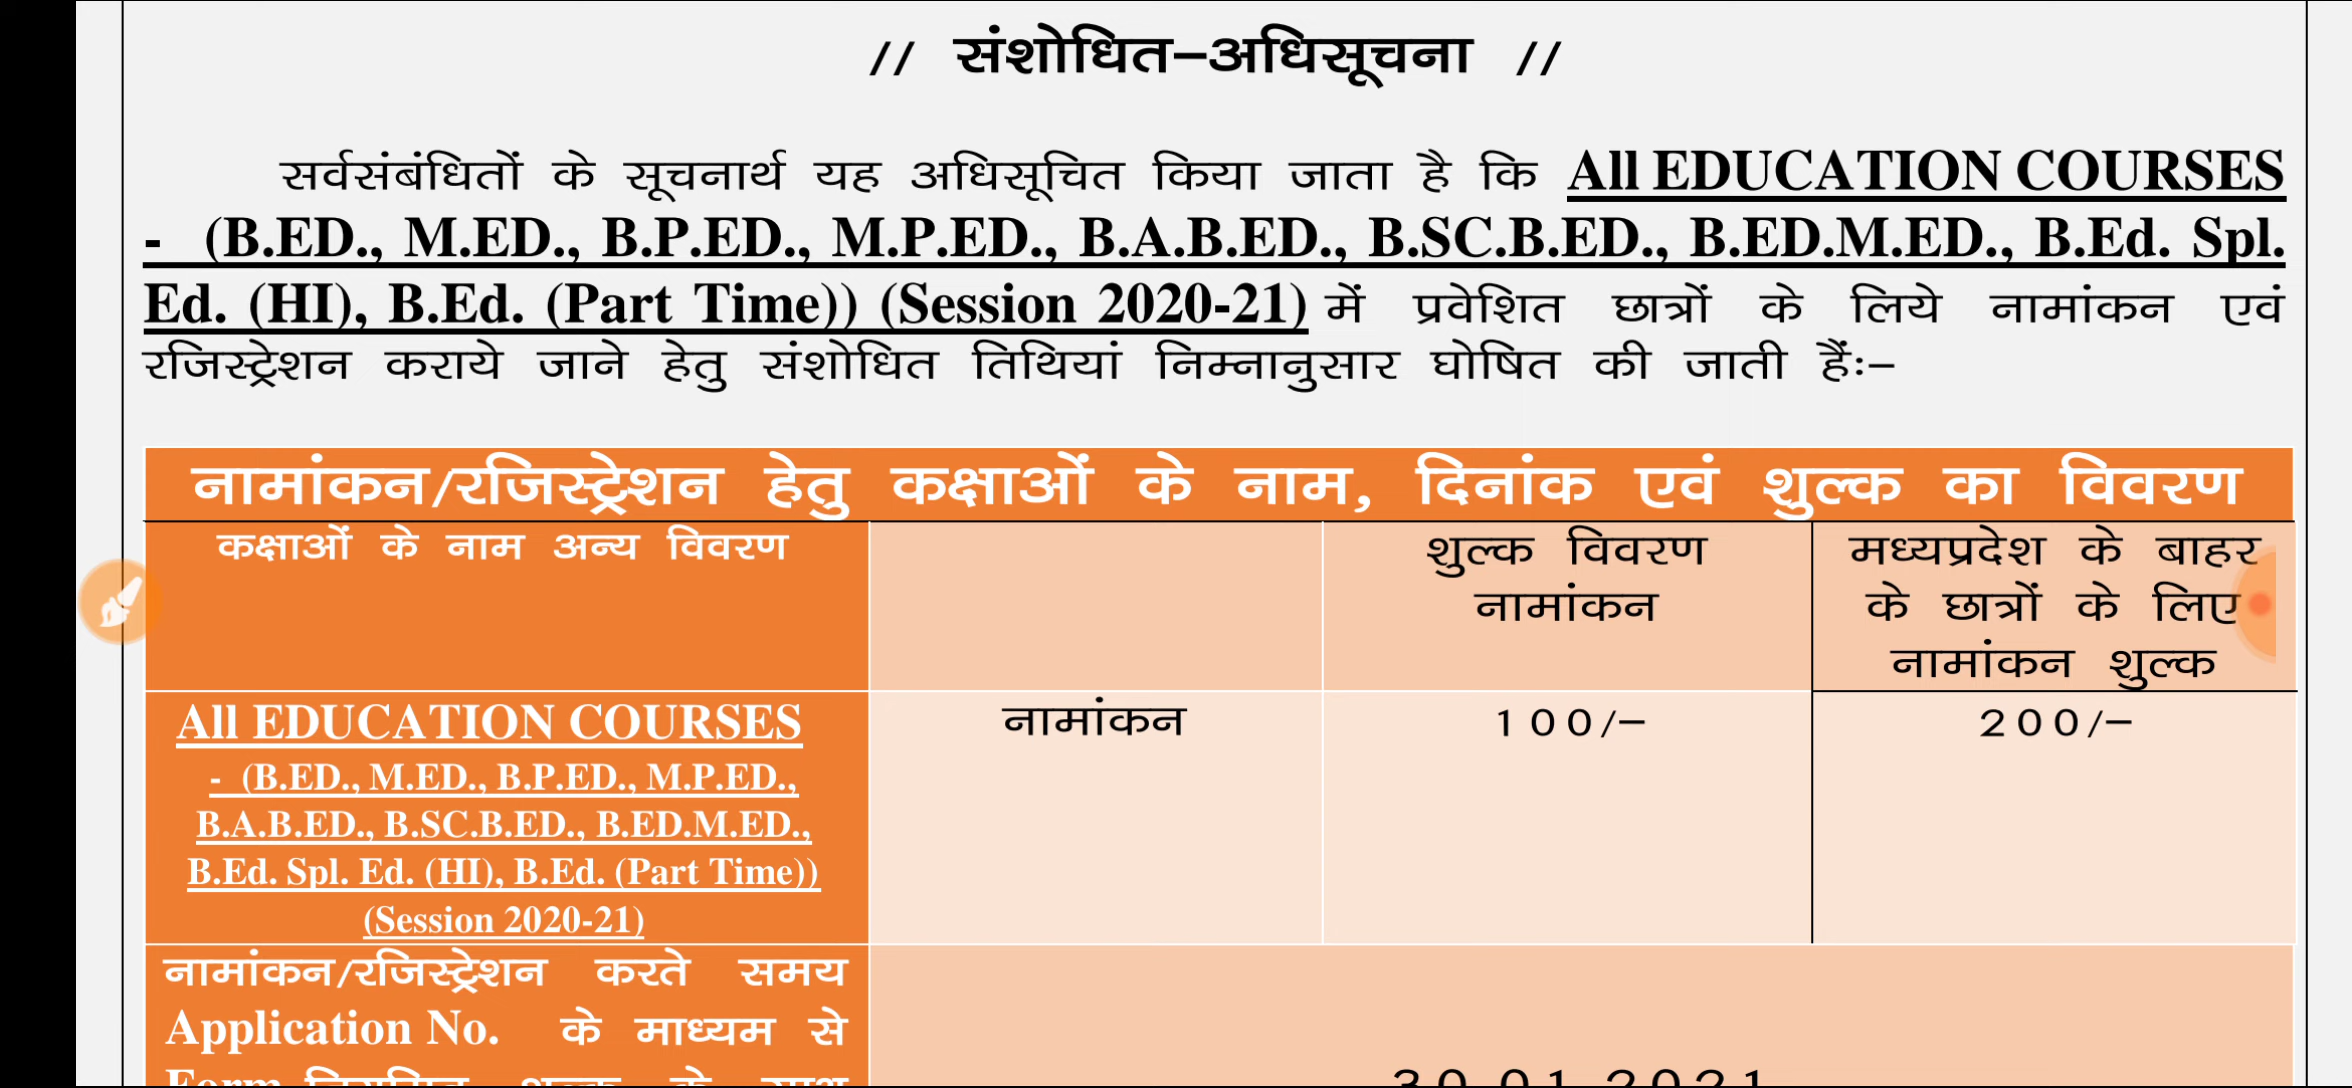 // संशोधित–अधिसूचना //
सर्वसंबंधितों के सूचनार्थ यह अधिसूचित किया जाता है कि All EDUCATION COURSES
- (B.ED., M.ED., B.P.ED., M.P.ED., B.A.B.ED., B.SC.B.ED., B.ED.M.ED., B.Ed. Spl.
Ed. (HI), B.Ed. (Part Time)) (Session 2020-21) में प्रवेशित छात्रों के लिये नामांकन एवं
रजिस्ट्रेशन कराये जाने हेतु संशोधित तिथियां निम्नानुसार घोषित की जाती हैंः–
नामांकन/रजिस्ट्रेशन हेतु कक्षाओं के नाम, दिनांक एवं शुल्क का विवरण
कक्षाओं के नाम अन्य विवरण
शुल्क विवरण
नामांकन
मध्यप्रदेश के बाहर
के छात्रों के लिए
नामांकन शुल्क
All EDUCATION COURSES
- (B.ED., M.ED., B.P.ED., M.P.ED.,
B.A.B.ED., B.SC.B.ED., B.ED.M.ED.,
B.Ed. Spl. Ed. (HI), B.Ed. (Part Time))
(Session 2020-21)
नामांकन
100/–
200/–
नामांकन/रजिस्ट्रेशन करते समय
Application No. के माध्यम से